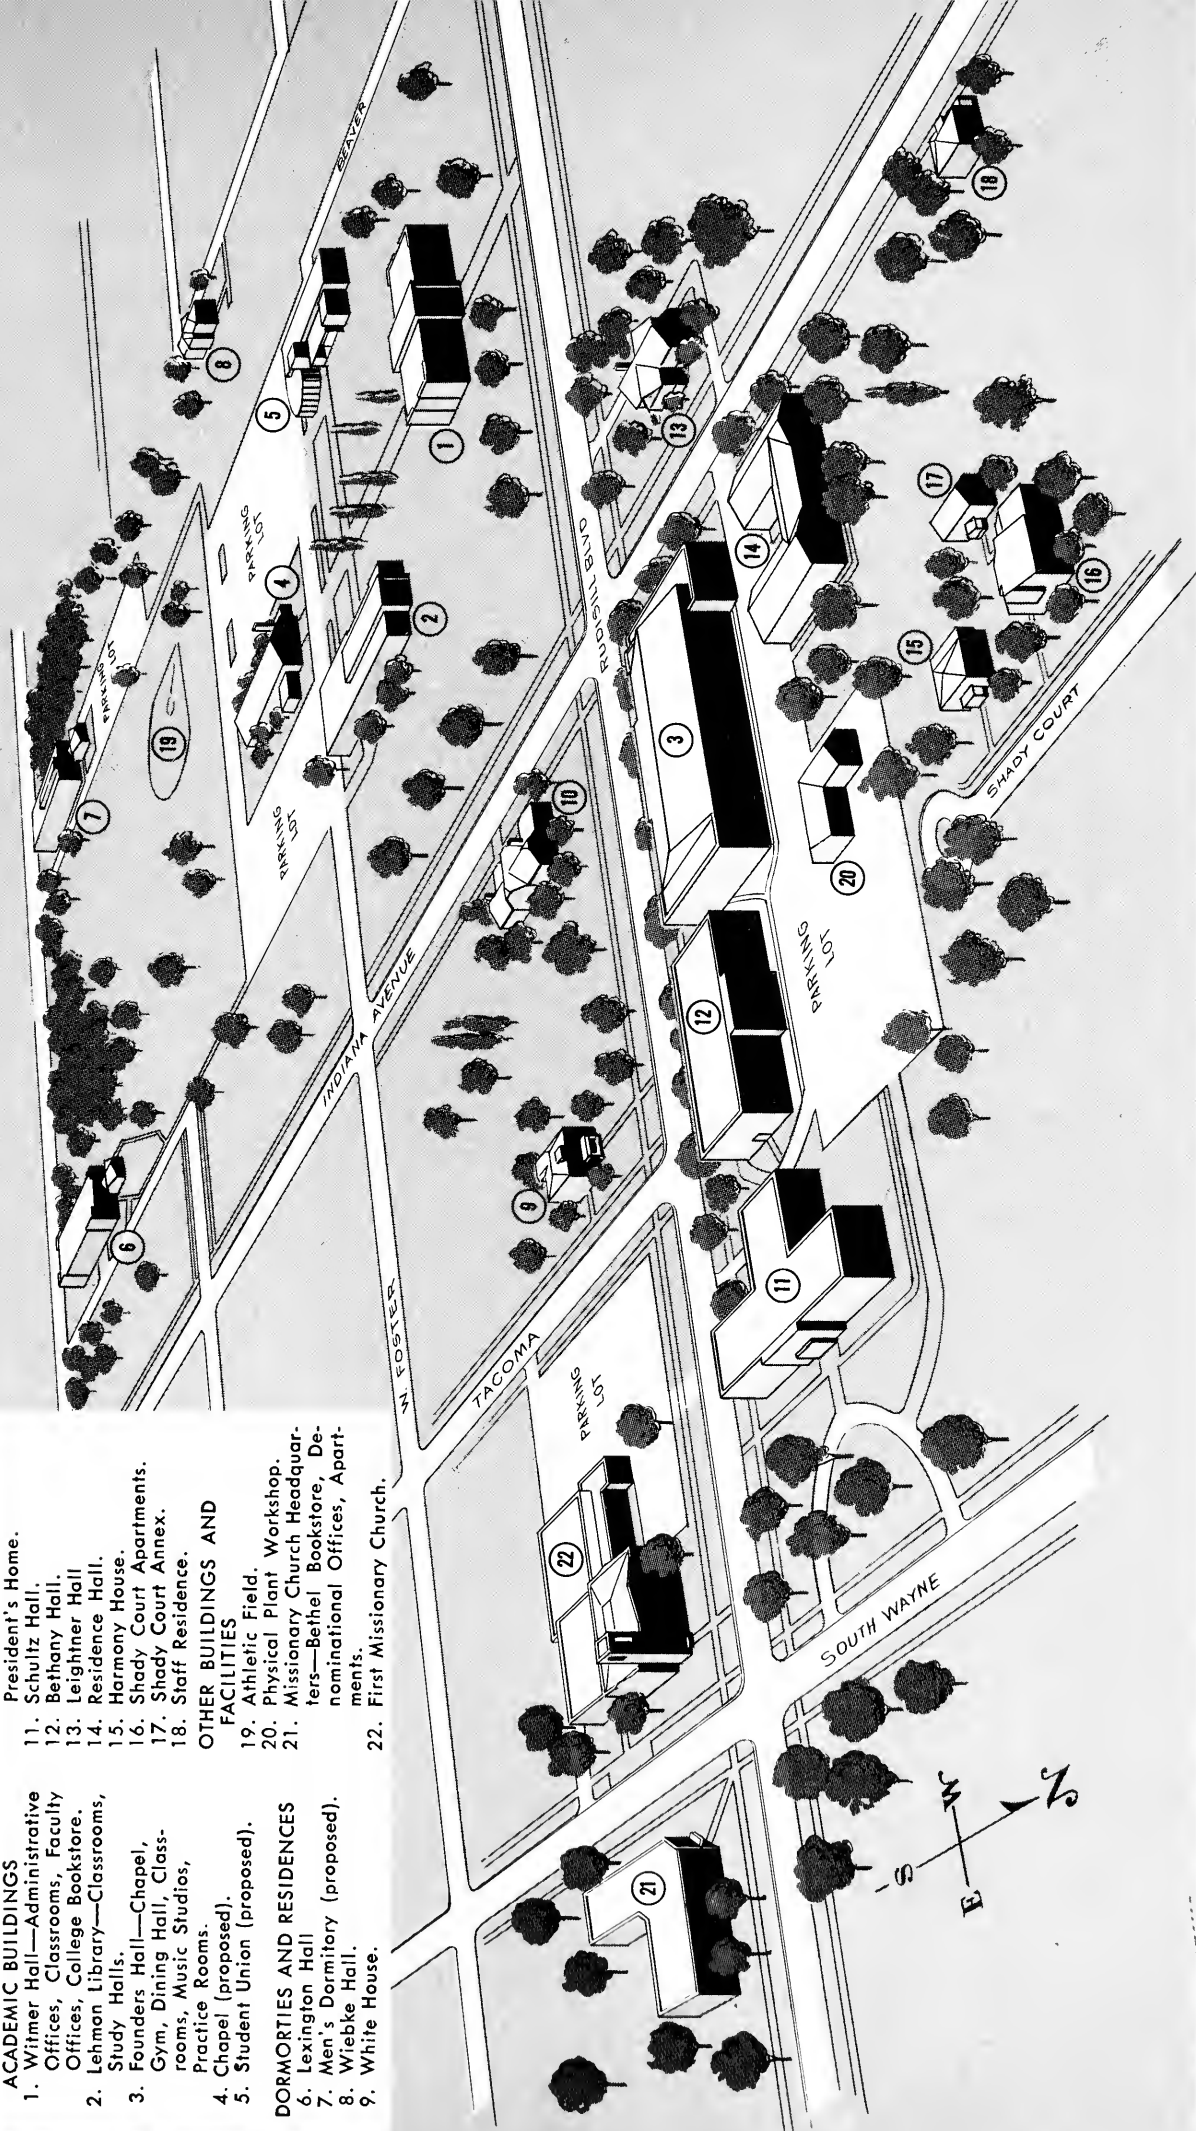 ACADEMIC BUILDINGS
1. Witmer Hall—Administrative
Offices, Classrooms, Faculty
Offices, College Bookstore.
2. Lehman Library—Classrooms,
Study Halls.
3. Founders Hall—Chapel,
Gym, Dining Hall, Class-
rooms, Music Studios,
Practice Rooms.
4. Chapel (proposed).
5. Student Union (proposed).
DORMORTIES AND RESIDENCES
6. Lexington Hall
7. Men's Dormitory (proposed).
8. Wiebke Hall.
9. White House.
President's Home.
11. Schultz Hall.
12. Bethany Hall.
13. Leightner Hall
14. Residence Hall.
15. Harmony House.
16. Shady Court Apartments.
17. Shady Court Annex.
18. Staff Residence.
OTHER BUILDINGS AND
FACILITIES
19. Athletic Field.
20. Physical Plant Workshop.
21. Missionary Church Headquar-
ters—Bethel Bookstore, De-
nominational Offices, Apart-
ments.
22. First Missionary Church.
BEAVER
8
5
1
PARKING
LOT
4
2
PARKING
LOT
19
7
PARKING
LOT
6
INDIANA AVENUE
W. FOSTER
TACOMA
RUDISILL BLVD
10
9
13
18
14
17
16
15
3
20
SHADY COURT
12
PARKING
LOT
11
PARKING
LOT
22
SOUTH WAYNE
21
S
W
E
N